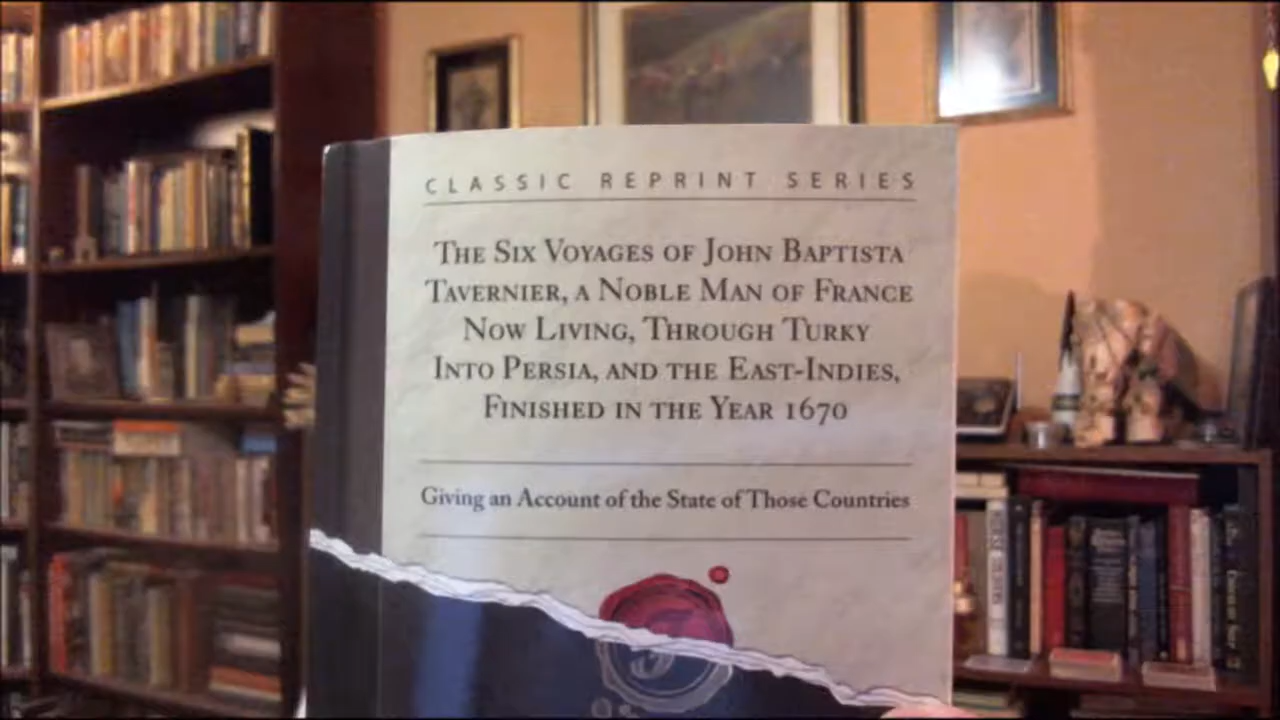 CLASSIC REPRINT SERIES
THE SIX VOYAGES OF JOHN BAPTISTA
TAVERNIER, A NOBLE MAN OF FRANCE
NOW LIVING, THROUGH TURKY
INTO PERSIA, AND THE EAST-INDIES,
FINISHED IN THE YEAR 1670
Giving an Account of the State of Those Countries